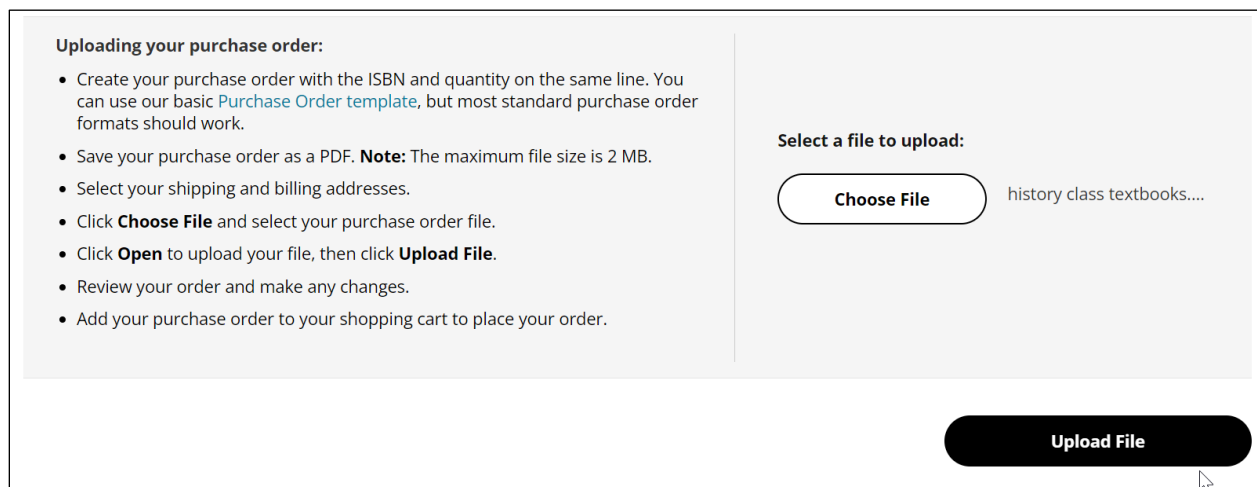 Uploading your purchase order:
• Create your purchase order with the ISBN and quantity on the same line. You
can use our basic Purchase Order template, but most standard purchase order
formats should work.
• Save your purchase order as a PDF. Note: The maximum file size is 2 MB.
• Select your shipping and billing addresses.
• Click Choose File and select your purchase order file.
• Click Open to upload your file, then click Upload File.
• Review your order and make any changes.
• Add your purchase order to your shopping cart to place your order.
Select a file to upload:
Choose File
history class textbooks....
Upload File